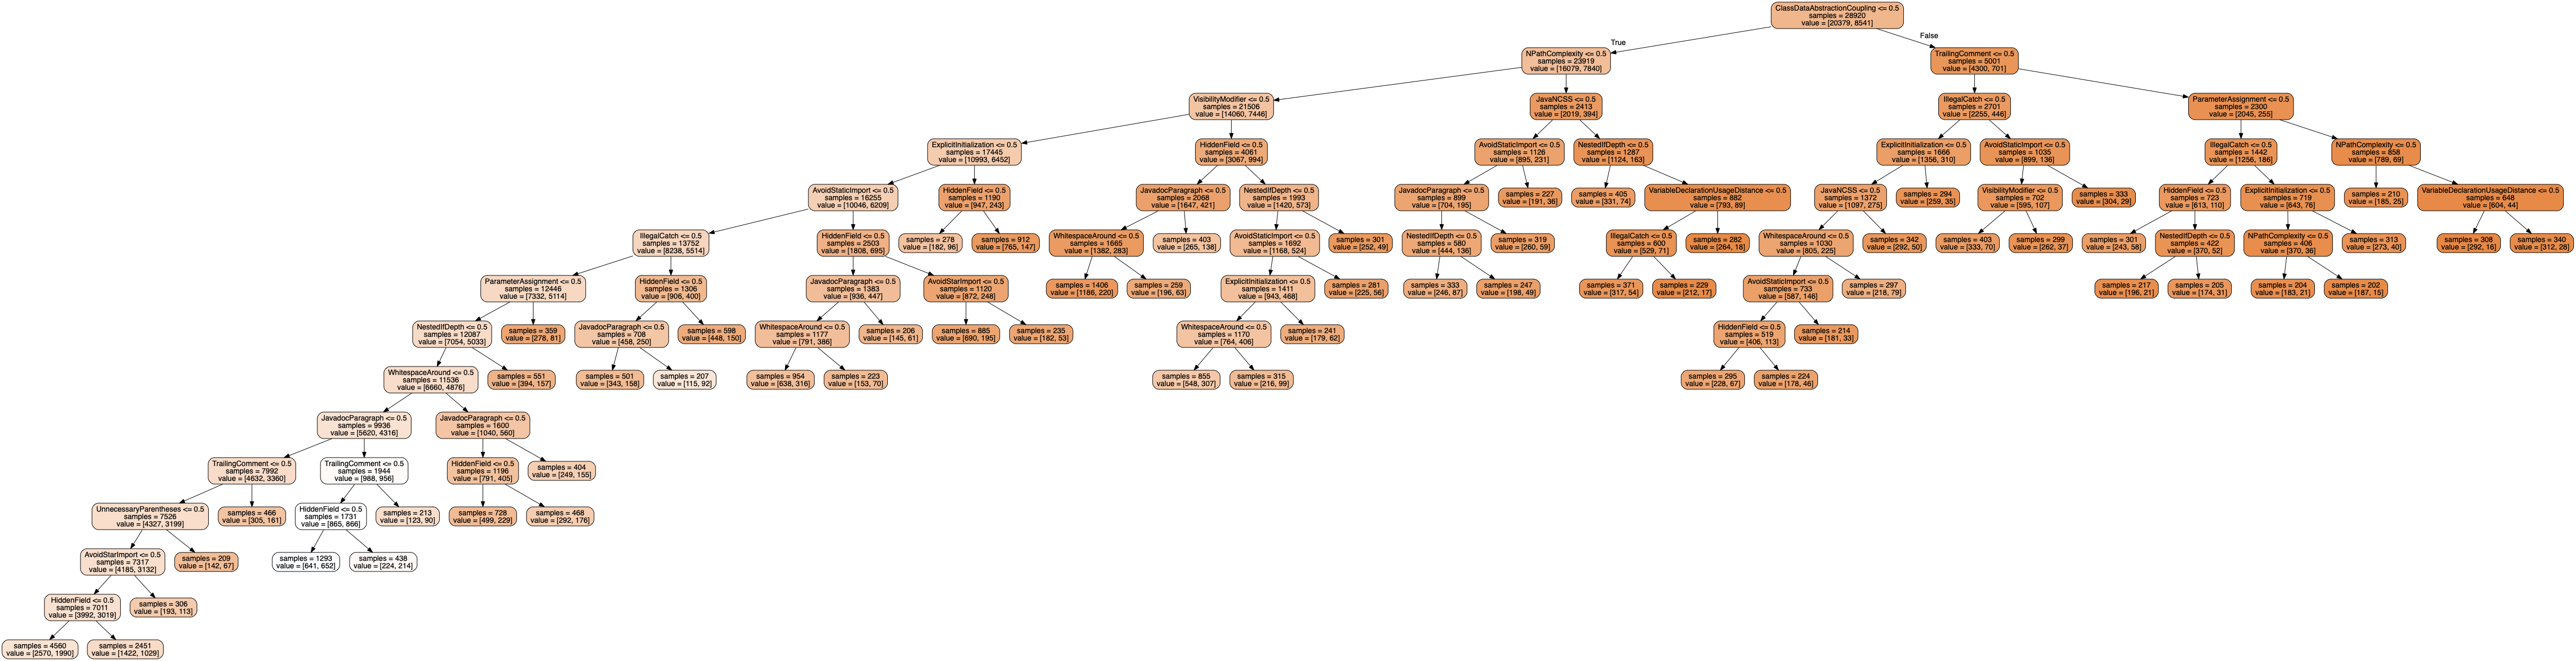 ClassDataAbstractionCoupling <= 0.5
samples = 28920
value = [20379, 8541]
True
False
NPathComplexity <= 0.5
samples = 23919
value = [16079, 7840]
TrailingComment <= 0.5
samples = 5001
value = [4300, 701]
VisibilityModifier <= 0.5
samples = 21506
value = [14060, 7446]
JavaNCSS <= 0.5
samples = 2413
value = [2019, 394]
IllegalCatch <= 0.5
samples = 2701
value = [2255, 446]
ParameterAssignment <= 0.5
samples = 2300
value = [2045, 255]
ExplicitInitialization <= 0.5
samples = 17445
value = [10993, 6452]
HiddenField <= 0.5
samples = 4061
value = [3067, 994]
AvoidStaticImport <= 0.5
samples = 1126
value = [895, 231]
NestedIfDepth <= 0.5
samples = 1287
value = [1124, 163]
ExplicitInitialization <= 0.5
samples = 1666
value = [1356, 310]
AvoidStaticImport <= 0.5
samples = 1035
value = [899, 136]
IllegalCatch <= 0.5
samples = 1442
value = [1256, 186]
NPathComplexity <= 0.5
samples = 858
value = [789, 69]
AvoidStaticImport <= 0.5
samples = 16255
value = [10046, 6209]
HiddenField <= 0.5
samples = 1190
value = [947, 243]
JavadocParagraph <= 0.5
samples = 2068
value = [1647, 421]
NestedIfDepth <= 0.5
samples = 1993
value = [1420, 573]
JavadocParagraph <= 0.5
samples = 899
value = [704, 195]
samples = 227
value = [191, 36]
samples = 405
value = [331, 74]
VariableDeclarationUsageDistance <= 0.5
samples = 882
value = [793, 89]
JavaNCSS <= 0.5
samples = 1372
value = [1097, 275]
samples = 294
value = [259, 35]
VisibilityModifier <= 0.5
samples = 702
value = [595, 107]
samples = 333
value = [304, 29]
HiddenField <= 0.5
samples = 723
value = [613, 110]
ExplicitInitialization <= 0.5
samples = 719
value = [643, 76]
samples = 210
value = [185, 25]
VariableDeclarationUsageDistance <= 0.5
samples = 648
value = [604, 44]
IllegalCatch <= 0.5
samples = 13752
value = [8238, 5514]
HiddenField <= 0.5
samples = 2503
value = [1808, 695]
samples = 278
value = [182, 96]
samples = 912
value = [765, 147]
WhitespaceAround <= 0.5
samples = 1665
value = [1382, 283]
samples = 403
value = [265, 138]
AvoidStaticImport <= 0.5
samples = 1692
value = [1168, 524]
samples = 301
value = [252, 49]
NestedIfDepth <= 0.5
samples = 580
value = [444, 136]
samples = 319
value = [260, 59]
IllegalCatch <= 0.5
samples = 600
value = [529, 71]
samples = 282
value = [264, 18]
WhitespaceAround <= 0.5
samples = 1030
value = [805, 225]
samples = 342
value = [292, 50]
samples = 403
value = [333, 70]
samples = 299
value = [262, 37]
samples = 301
value = [243, 58]
NestedIfDepth <= 0.5
samples = 422
value = [370, 52]
NPathComplexity <= 0.5
samples = 406
value = [370, 36]
samples = 313
value = [273, 40]
samples = 308
value = [292, 16]
samples = 340
value = [312, 28]
ParameterAssignment <= 0.5
samples = 12446
value = [7332, 5114]
HiddenField <= 0.5
samples = 1306
value = [906, 400]
JavadocParagraph <= 0.5
samples = 1383
value = [936, 447]
AvoidStarImport <= 0.5
samples = 1120
value = [872, 248]
samples = 1406
value = [1186, 220]
samples = 259
value = [196, 63]
ExplicitInitialization <= 0.5
samples = 1411
value = [943, 468]
samples = 281
value = [225, 56]
samples = 333
value = [246, 87]
samples = 247
value = [198, 49]
samples = 371
value = [317, 54]
samples = 229
value = [212, 17]
AvoidStaticImport <= 0.5
samples = 733
value = [587, 146]
samples = 297
value = [218, 79]
samples = 217
value = [196, 21]
samples = 205
value = [174, 31]
samples = 204
value = [183, 21]
samples = 202
value = [187, 15]
NestedIfDepth <= 0.5
samples = 12087
value = [7054, 5033]
samples = 359
value = [278, 81]
JavadocParagraph <= 0.5
samples = 708
value = [458, 250]
samples = 598
value = [448, 150]
WhitespaceAround <= 0.5
samples = 1177
value = [791, 386]
samples = 206
value = [145, 61]
samples = 885
value = [690, 195]
samples = 235
value = [182, 53]
WhitespaceAround <= 0.5
samples = 1170
value = [764, 406]
samples = 241
value = [179, 62]
HiddenField <= 0.5
samples = 519
value = [406, 113]
samples = 214
value = [181, 33]
WhitespaceAround <= 0.5
samples = 11536
value = [6660, 4876]
samples = 551
value = [394, 157]
samples = 501
value = [343, 158]
samples = 207
value = [115, 92]
samples = 954
value = [638, 316]
samples = 223
value = [153, 70]
samples = 855
value = [548, 307]
samples = 315
value = [216, 99]
samples = 295
value = [228, 67]
samples = 224
value = [178, 46]
JavadocParagraph <= 0.5
samples = 9936
value = [5620, 4316]
JavadocParagraph <= 0.5
samples = 1600
value = [1040, 560]
TrailingComment <= 0.5
samples = 7992
value = [4632, 3360]
TrailingComment <= 0.5
samples = 1944
value = [988, 956]
HiddenField <= 0.5
samples = 1196
value = [791, 405]
samples = 404
value = [249, 155]
UnnecessaryParentheses <= 0.5
samples = 7526
value = [4327, 3199]
samples = 466
value = [305, 161]
HiddenField <= 0.5
samples = 1731
value = [865, 866]
samples = 213
value = [123, 90]
samples = 728
value = [499, 229]
samples = 468
value = [292, 176]
AvoidStarImport <= 0.5
samples = 7317
value = [4185, 3132]
samples = 209
value = [142, 67]
samples = 1293
value = [641, 652]
samples = 438
value = [224, 214]
HiddenField <= 0.5
samples = 7011
value = [3992, 3019]
samples = 306
value = [193, 113]
samples = 4560
value = [2570, 1990]
samples = 2451
value = [1422, 1029]